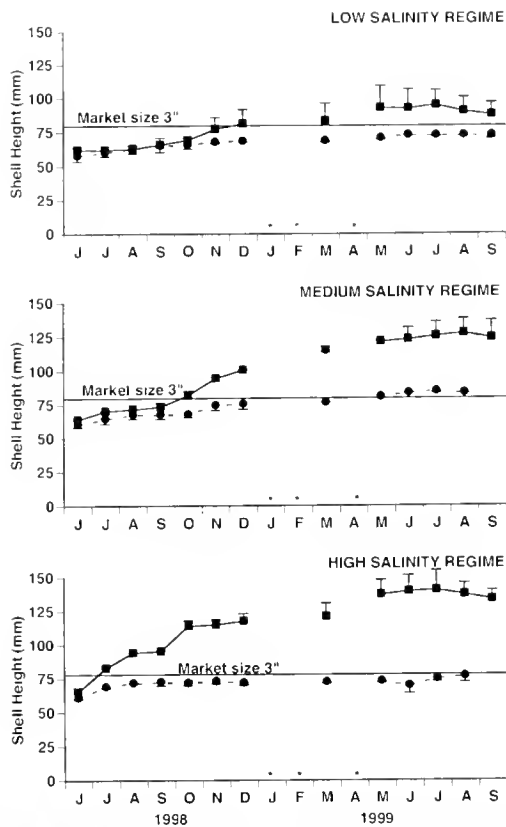 LOW SALINITY REGIME
150
125
100
75
50
25
0
Shell Height (mm)
Market size 3"
J J A S O N D J F M A M J J A S
MEDIUM SALINITY REGIME
150
125
100
75
50
25
0
Shell Height (mm)
Market size 3"
J J A S O N D J F M A M J J A S
HIGH SALINITY REGIME
150
125
100
75
50
25
0
Shell Height (mm)
Market size 3"
J J A S O N D J F M A M J J A S
1998 1999